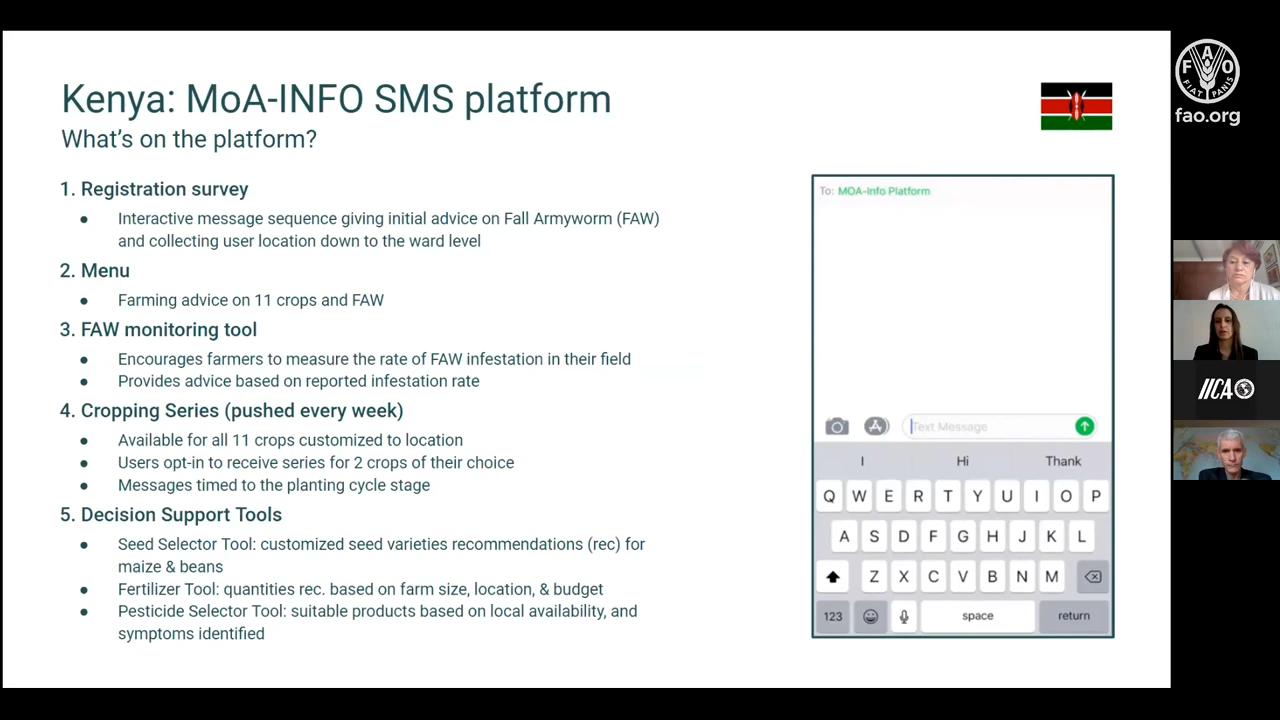 Kenya: MoA-INFO SMS platform
What's on the platform?
1. Registration survey
● Interactive message sequence giving initial advice on Fall Armyworm (FAW)
and collecting user location down to the ward level
2. Menu
● Farming advice on 11 crops and FAW
3. FAW monitoring tool
● Encourages farmers to measure the rate of FAW infestation in their field
● Provides advice based on reported infestation rate
4. Cropping Series (pushed every week)
● Available for all 11 crops customized to location
● Users opt-in to receive series for 2 crops of their choice
● Messages timed to the planting cycle stage
5. Decision Support Tools
● Seed Selector Tool: customized seed varieties recommendations (rec) for
maize & beans
● Fertilizer Tool: quantities rec. based on farm size, location, & budget
● Pesticide Selector Tool: suitable products based on local availability, and
symptoms identified
To: MOA-Info Platform
Text Message
I Hi Thank
Q W E R T Y U I O P
A S D F G H J K L
Z X C V B N M
123 space return
F A O
FIAT PANIS
fao.org
IICA